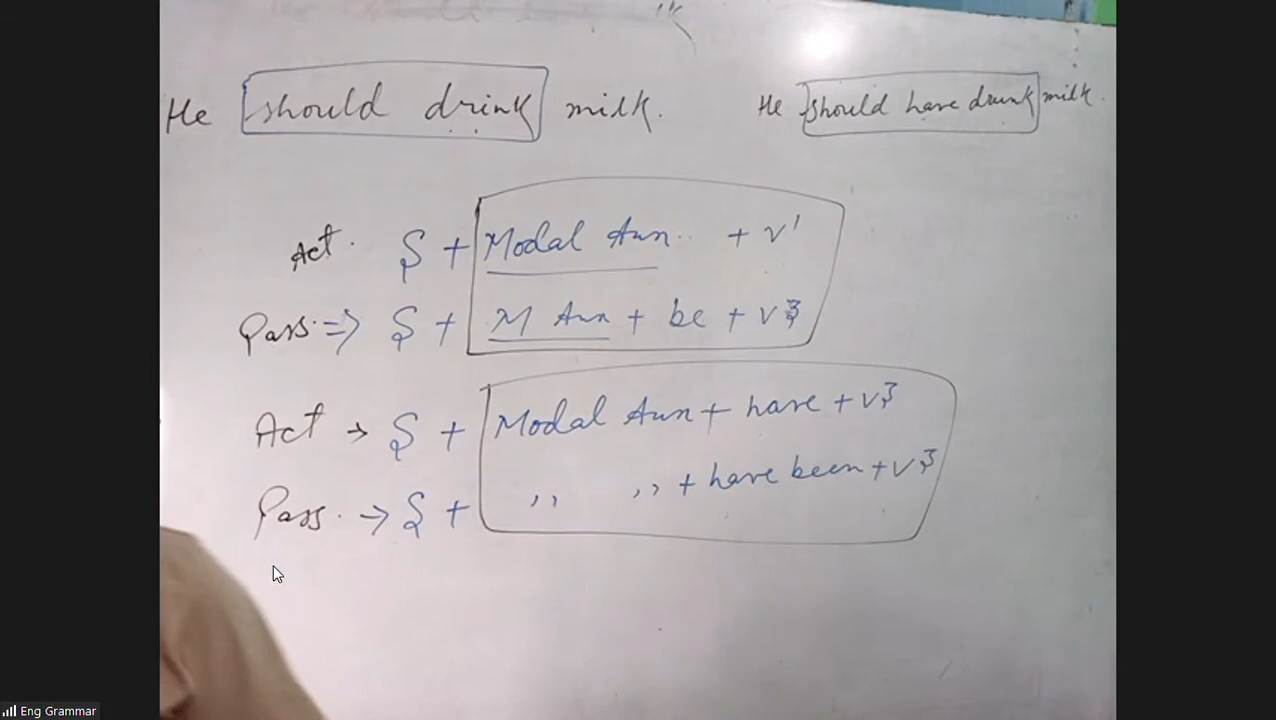 He should drink milk.
He should have drunk milk.
Act. S + Modal Aux.. + V1
Pass. => S + M Aux + be + V3
Act → S + Modal Aux + have + V3
Pass. → S + ,, ,, + have been + V3
Eng Grammar